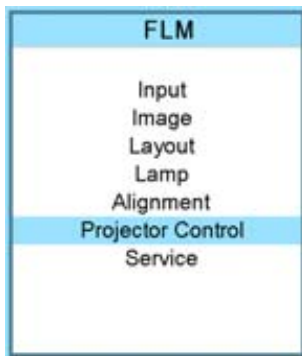 FLM
Input
Image
Layout
Lamp
Alignment
Projector Control
Service